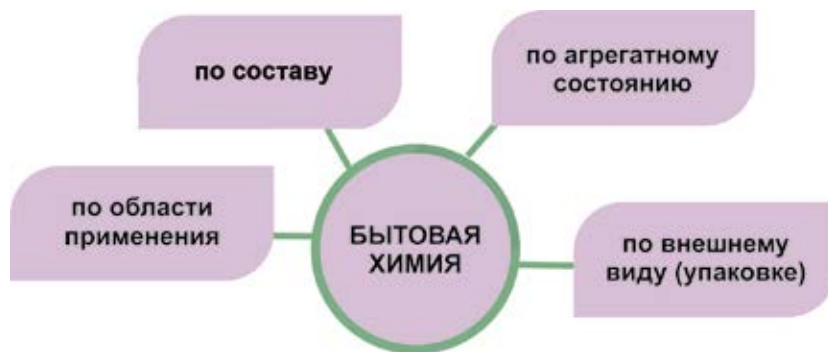 по составу
по агрегатному
состоянию
по области
применения
БЫТОВАЯ
ХИМИЯ
по внешнему
виду (упаковке)